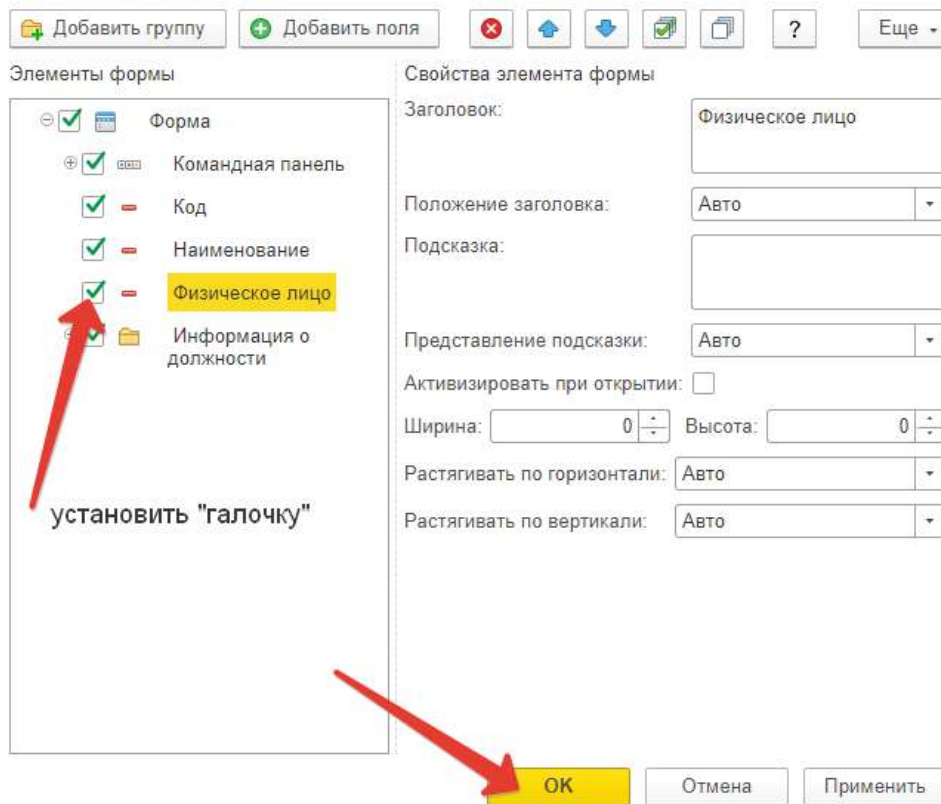 Добавить группу Добавить поля ? Еще
Элементы формы
Форма
Командная панель
Код
Наименование
Физическое лицо
Информация о
должности
установить "галочку"
Свойства элемента формы
Заголовок: Физическое лицо
Положение заголовка: Авто
Подсказка:
Представление подсказки: Авто
Активизировать при открытии:
Ширина: 0 Высота: 0
Растягивать по горизонтали: Авто
Растягивать по вертикали: Авто
ОК Отмена Применить